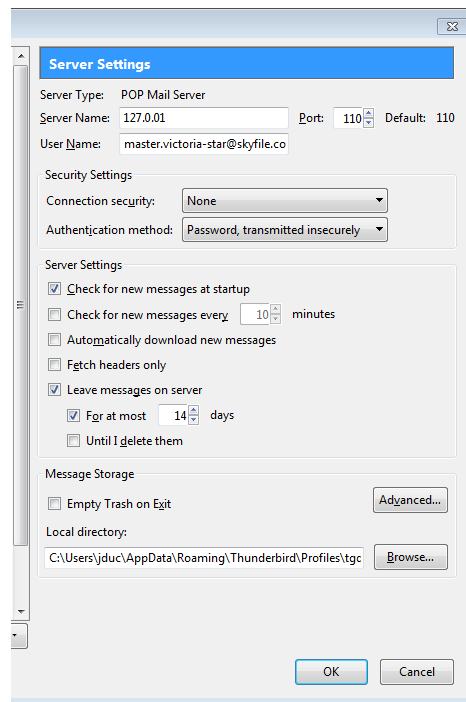 Server Settings
Server Type: POP Mail Server
Server Name: 127.0.01 Port: 110 Default: 110
User Name: master.victoria-star@skyfile.co
Security Settings
Connection security: None
Authentication method: Password, transmitted insecurely
Server Settings
Check for new messages at startup
Check for new messages every 10 minutes
Automatically download new messages
Fetch headers only
Leave messages on server
For at most 14 days
Until I delete them
Message Storage
Empty Trash on Exit Advanced...
Local directory:
C:\Users\jduc\AppData\Roaming\Thunderbird\Profiles\tgc Browse...
OK Cancel